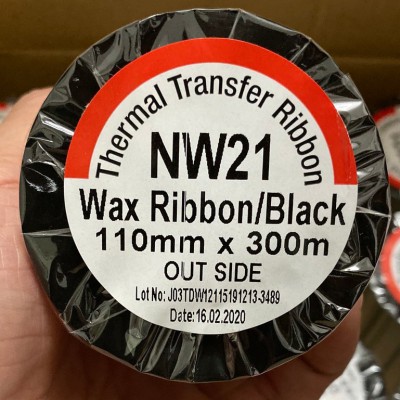 Thermal Transfer Ribbon
NW21
Wax Ribbon/Black
110mm x 300m
OUT SIDE
Lot No: J03TDW12115191213-3489
Date:16.02.2020